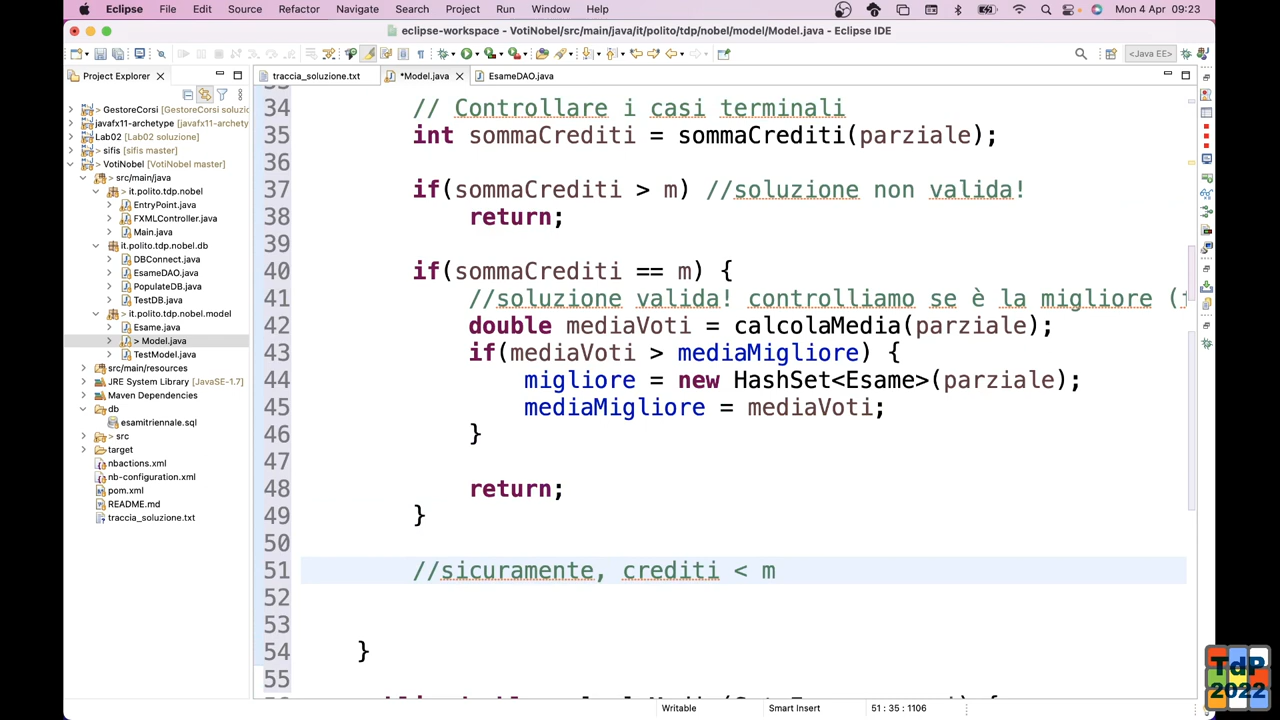 Eclipse File Edit Source Refactor Navigate Search Project Run Window Help Mon 4 Apr 09:23
eclipse-workspace - VotiNobel/src/main/java/it/polito/tdp/nobel/model/Model.java - Eclipse IDE
<Java EE>
Project Explorer
traccia_soluzione.txt *Model.java EsameDAO.java
> GestoreCorsi [GestoreCorsi soluzio
javafx11-archetype [javafx11-archety
Lab02 [Lab02 soluzione]
> sifis [sifis master]
> VotiNobel [VotiNobel master]
> src/main/java
> it.polito.tdp.nobel
EntryPoint.java
FXMLController.java
Main.java
it.polito.tdp.nobel.db
DBConnect.java
EsameDAO.java
PopulateDB.java
TestDB.java
> it.polito.tdp.nobel.model
Esame.java
> Model.java
TestModel.java
src/main/resources
JRE System Library [JavaSE-1.7]
Maven Dependencies
db
esamitriennale.sql
> src
target
nbactions.xml
nb-configuration.xml
pom.xml
README.md
traccia_soluzione.txt
34 // Controllare i casi terminali
35 int sommaCrediti = sommaCrediti(parziale);
36
37 if(sommaCrediti > m) //soluzione non valida!
38 return;
39
40 if(sommaCrediti == m) {
41 //soluzione valida! controlliamo se è la migliore (
42 double mediaVoti = calcolaMedia(parziale);
43 if(mediaVoti > mediaMigliore) {
44 migliore = new HashSet<Esame>(parziale);
45 mediaMigliore = mediaVoti;
46 }
47
48 return;
49 }
50
51 //sicuramente, crediti < m
52
53
54 }
55
Writable Smart Insert 51 : 35 : 1106
TdP
2022